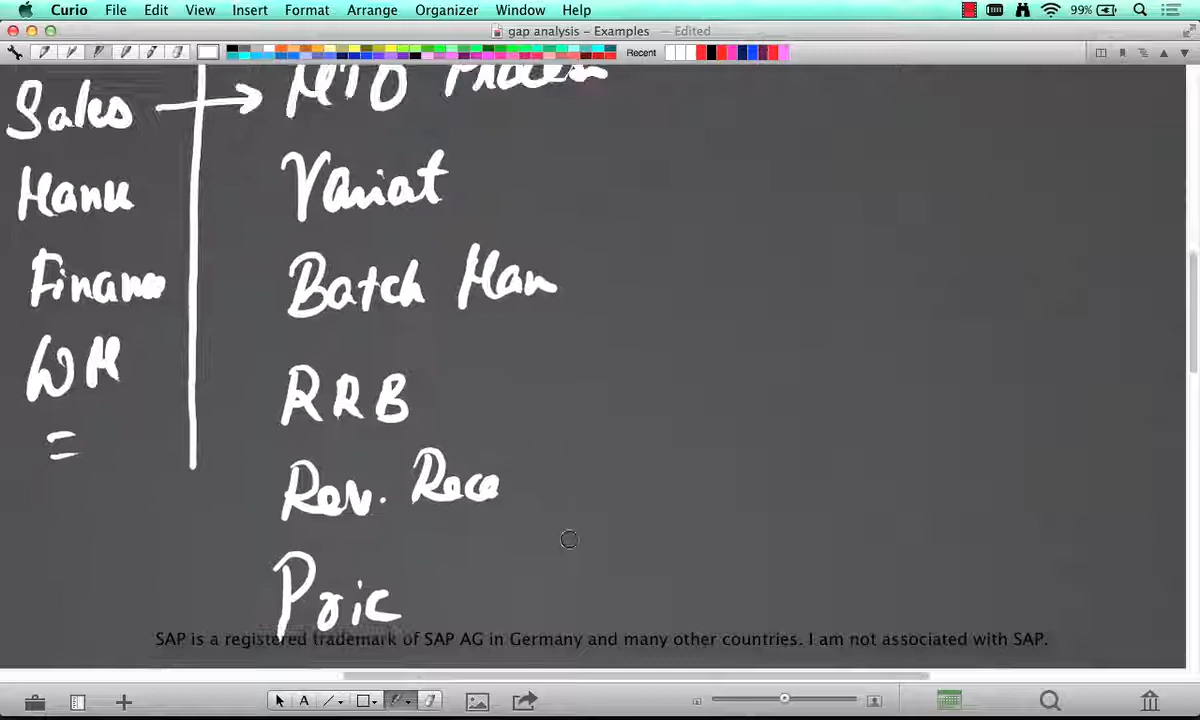 Curio File Edit View Insert Format Arrange Organizer Window Help 99%
gap analysis – Examples — Edited
Recent
Sales → MTO Process
Manu
Variat
Finance
Batch Man
WM
RRB
Rev. Reco
Pric
SAP is a registered trademark of SAP AG in Germany and many other countries. I am not associated with SAP.
A